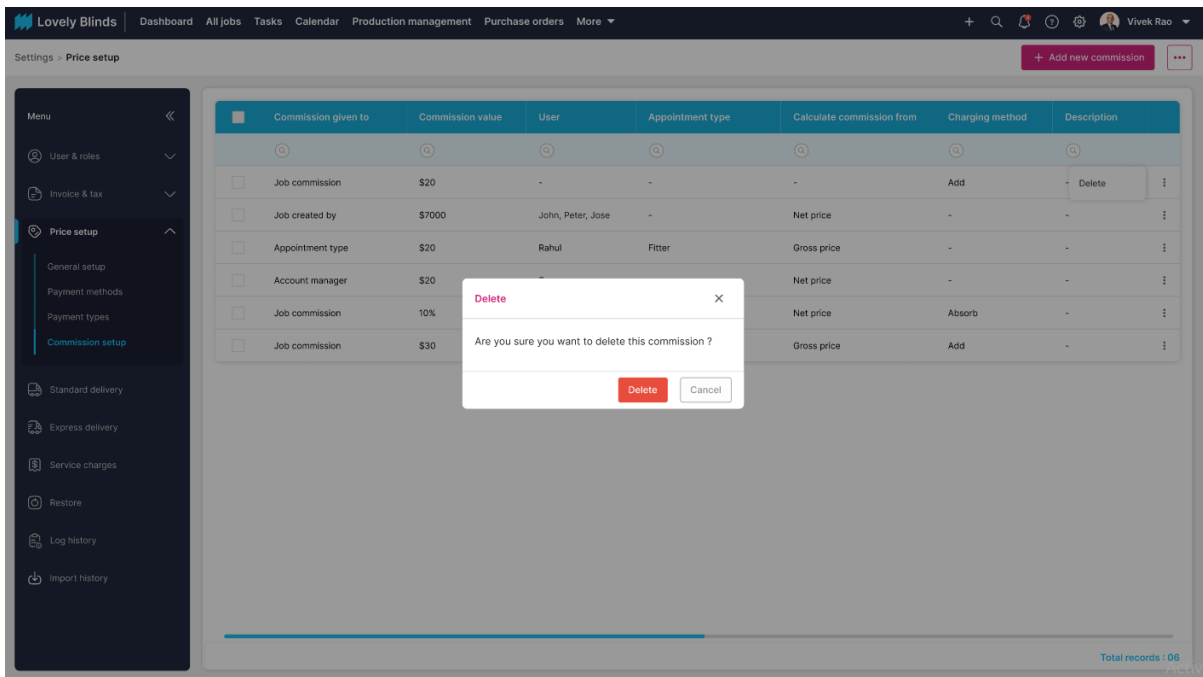 Lovely Blinds Dashboard All jobs Tasks Calendar Production management Purchase orders More Vivek Rao
Settings > Price setup + Add new commission
Menu
User & roles
Invoice & tax
Price setup
General setup
Payment methods
Payment types
Commission setup
Standard delivery
Express delivery
Service charges
Restore
Log history
Import history
Commission given to Commission value User Appointment type Calculate commission from Charging method Description
Job commission $20 - - - Add - Delete
Job created by $7000 John, Peter, Jose - Net price - -
Appointment type $20 Rahul Fitter Gross price - -
Account manager $20 Net price - -
Job commission 10% Net price Absorb -
Job commission $30 Gross price Add -
Delete
Are you sure you want to delete this commission ?
Delete Cancel
Total records : 06